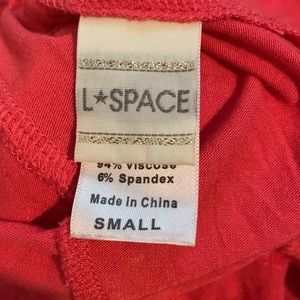 L★SPACE
94% Viscose
6% Spandex
Made in China
SMALL